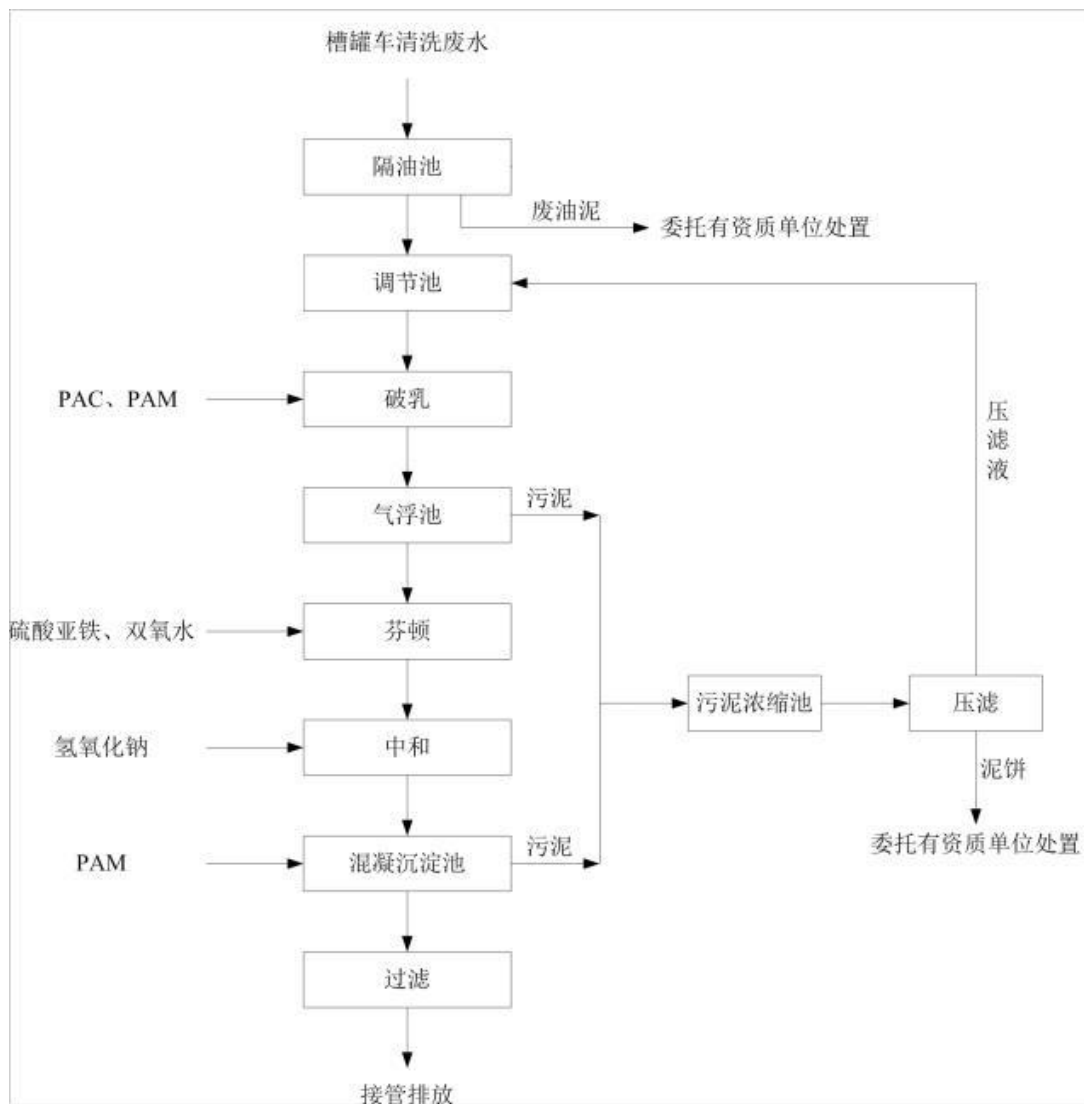 槽罐车清洗废水
隔油池
废油泥
委托有资质单位处置
调节池
PAC、PAM
破乳
压滤液
气浮池
污泥
硫酸亚铁、双氧水
芬顿
污泥浓缩池
压滤
氢氧化钠
中和
泥饼
委托有资质单位处置
PAM
混凝沉淀池
污泥
过滤
接管排放